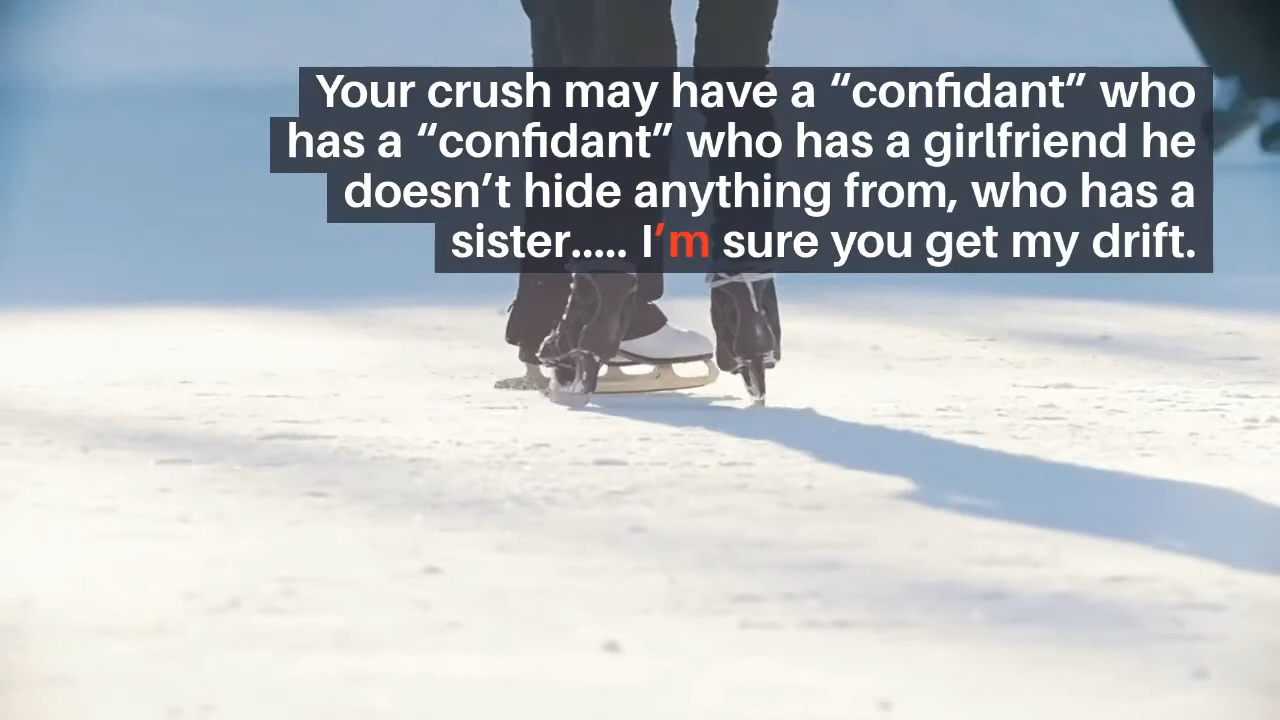 Your crush may have a “confidant” who
has a “confidant” who has a girlfriend he
doesn’t hide anything from, who has a
sister..... I’m sure you get my drift.